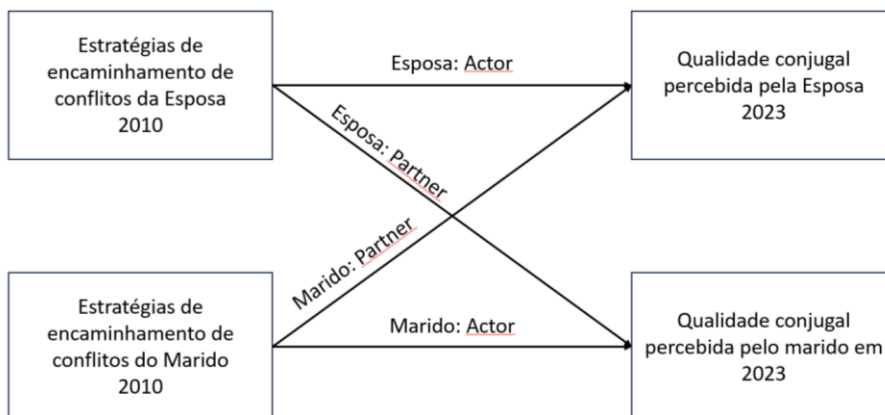 Estratégias de
encaminhamento de
conflitos da Esposa
2010
Esposa: Actor
Qualidade conjugal
percebida pela Esposa
2023
Esposa: Partner
Marido: Partner
Estratégias de
encaminhamento de
conflitos do Marido
2010
Marido: Actor
Qualidade conjugal
percebida pelo marido em
2023